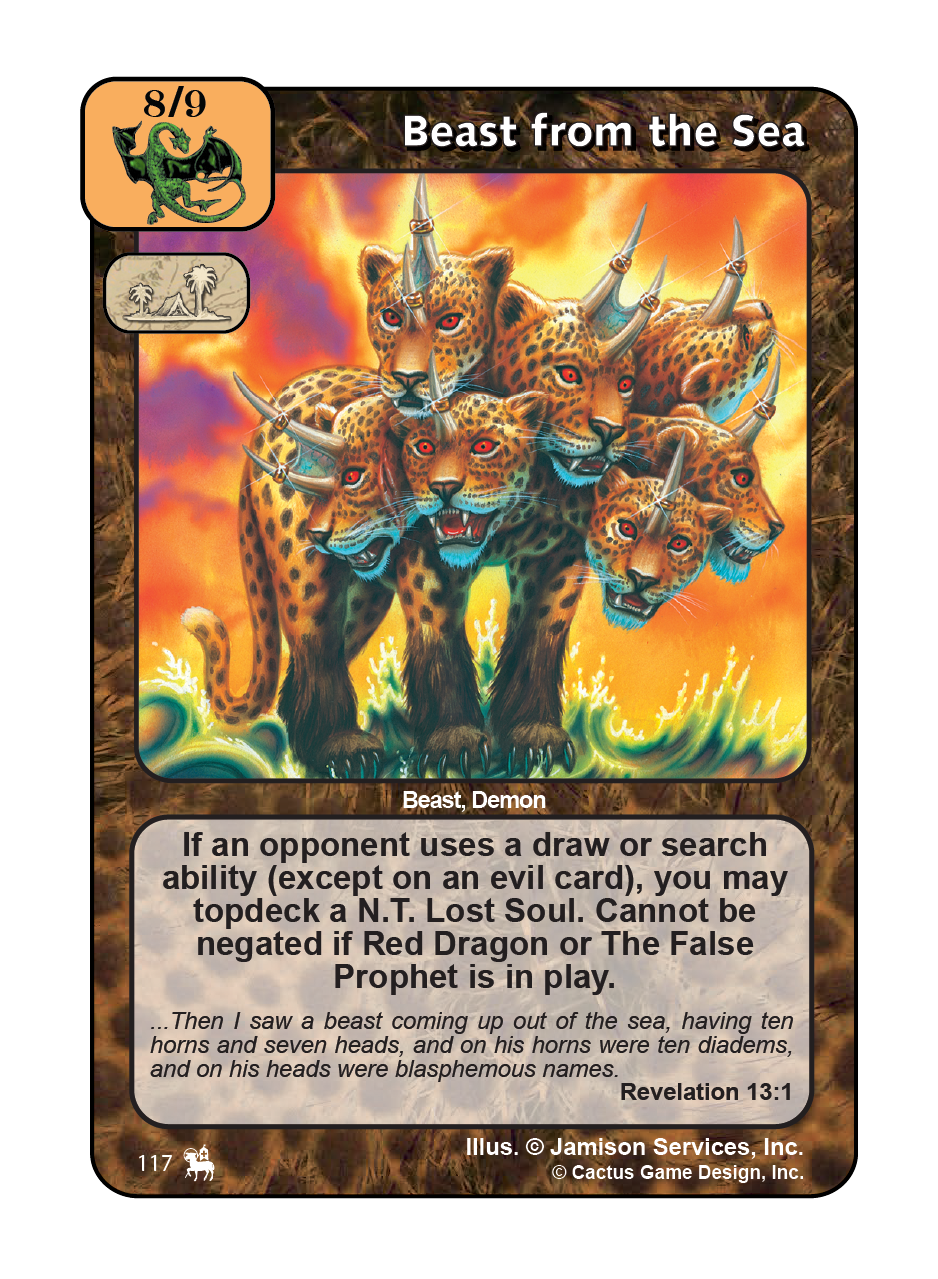 8/9
Beast from the Sea
Beast, Demon
If an opponent uses a draw or search
ability (except on an evil card), you may
topdeck a N.T. Lost Soul. Cannot be
negated if Red Dragon or The False
Prophet is in play.
...Then I saw a beast coming up out of the sea, having ten
horns and seven heads, and on his horns were ten diadems,
and on his heads were blasphemous names.
Revelation 13:1
Illus. © Jamison Services, Inc.
117
© Cactus Game Design, Inc.